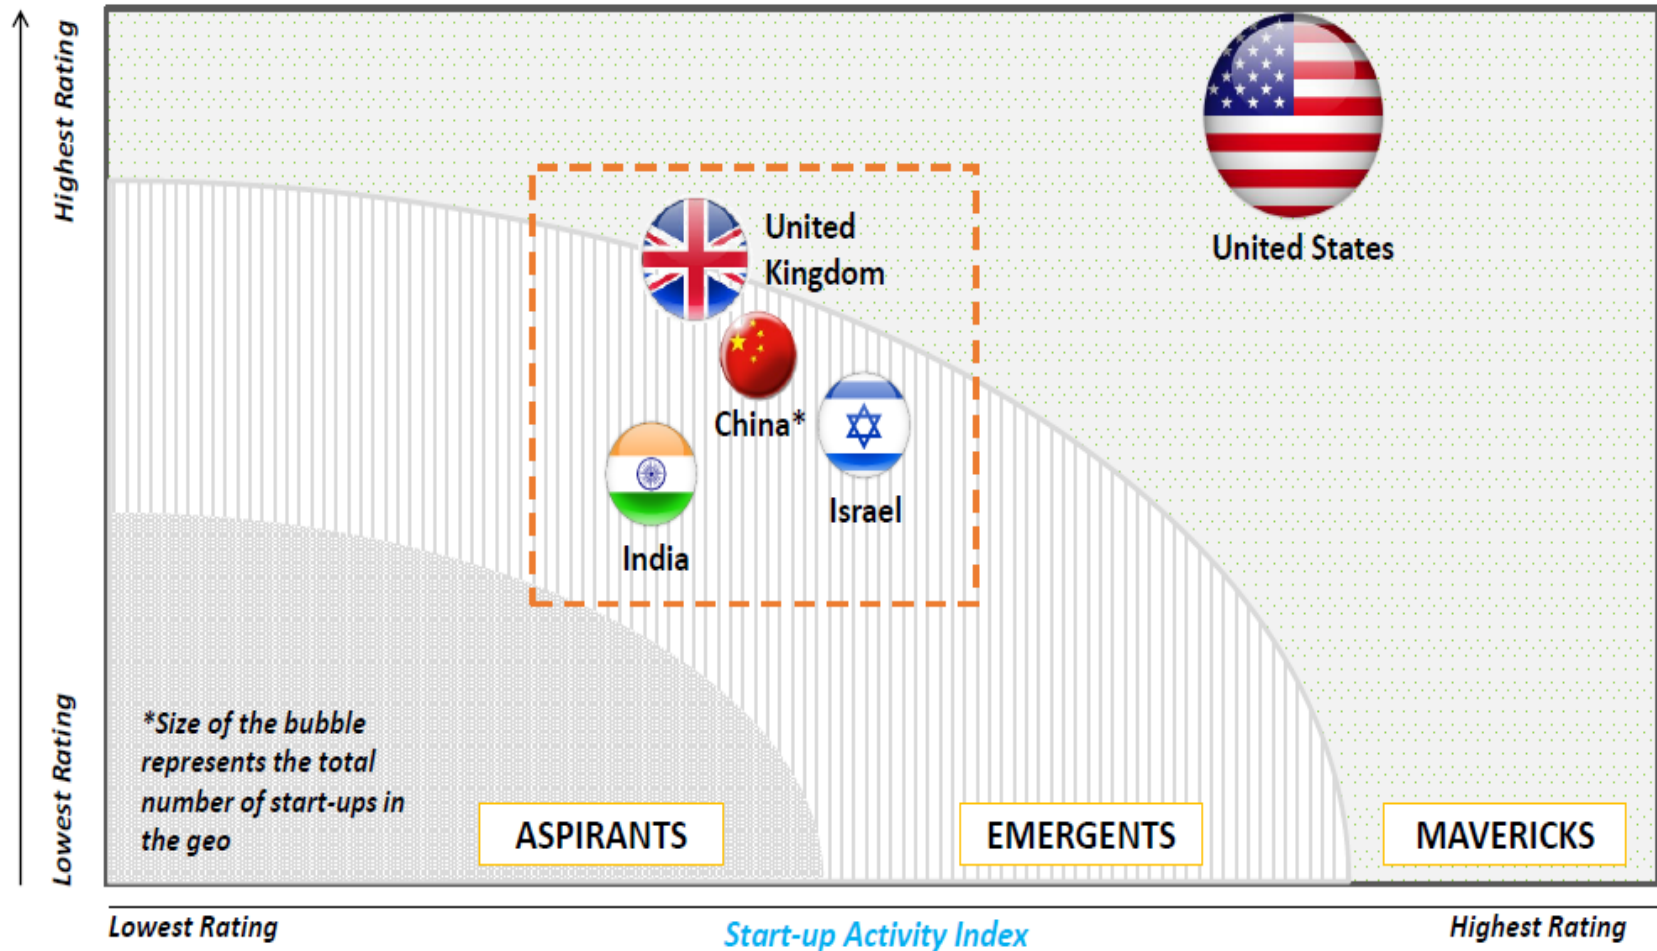 Highest Rating
United States
United
Kingdom
China*
Israel
India
Lowest Rating
*Size of the bubble
represents the total
number of start-ups in
the geo
ASPIRANTS
EMERGENTS
MAVERICKS
Lowest Rating
Start-up Activity Index
Highest Rating